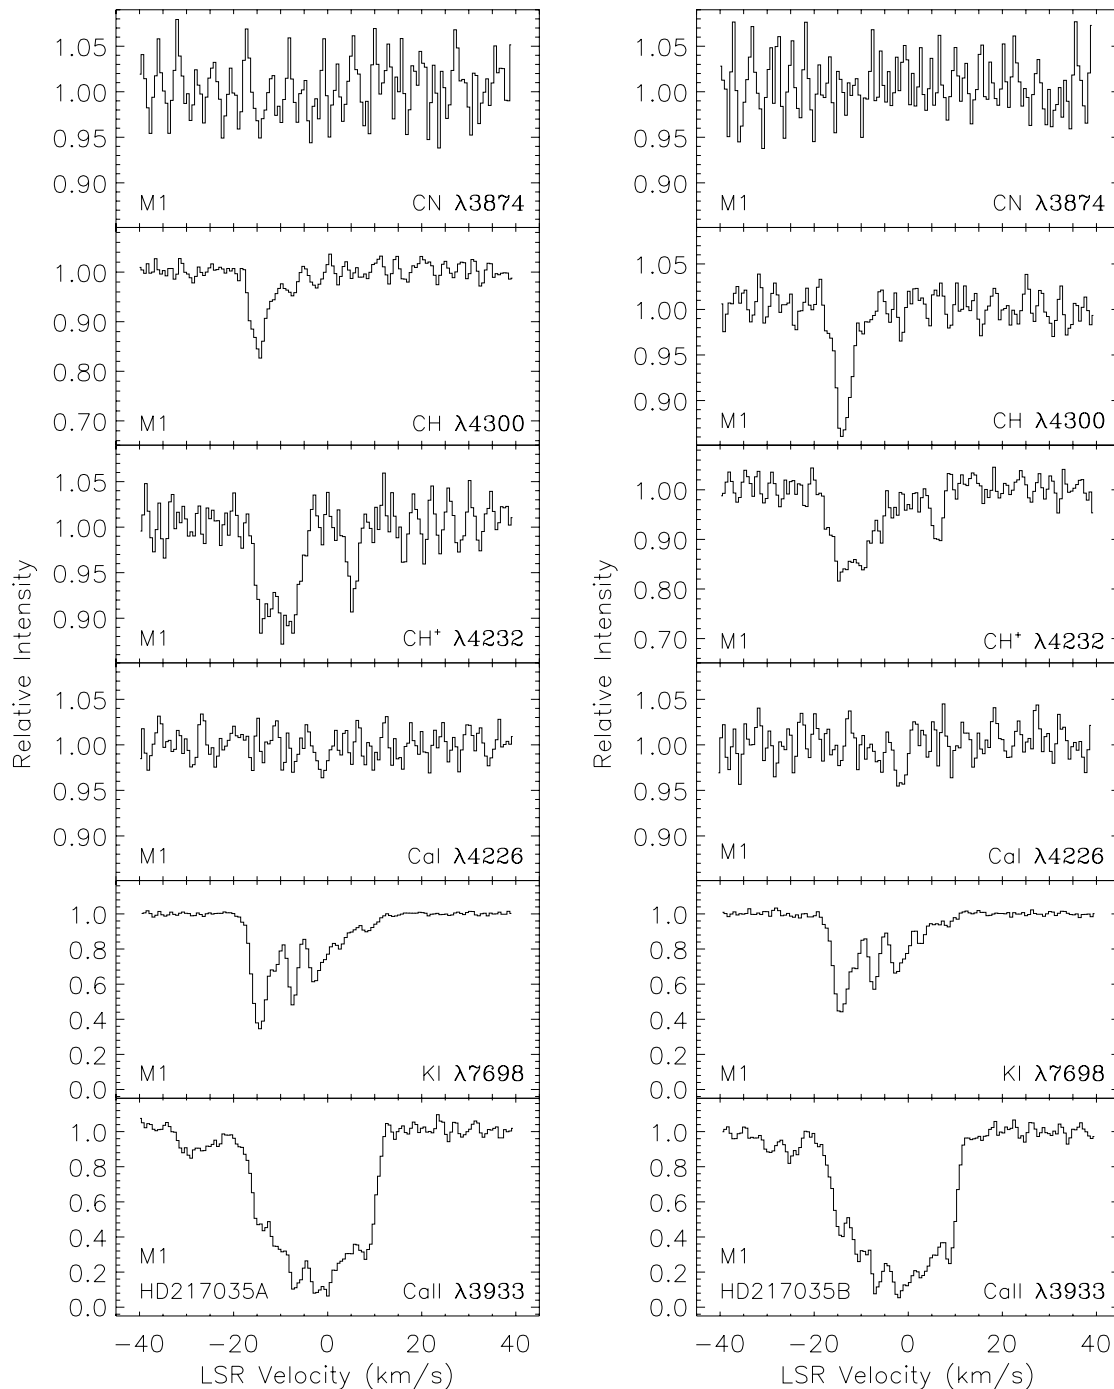 1.05
1.00
0.95
0.90
M1
CN λ3874
1.00
0.90
0.80
0.70
M1
CH λ4300
1.05
1.00
0.95
0.90
M1
CH⁺ λ4232
1.05
1.00
0.95
0.90
M1
CaI λ4226
1.0
0.8
0.6
0.4
0.2
0.0
M1
KI λ7698
1.0
0.8
0.6
0.4
0.2
0.0
M1
HD217035A
CaII λ3933
−40
−20
0
20
40
LSR Velocity (km/s)
Relative Intensity
1.05
1.00
0.95
0.90
M1
CN λ3874
1.05
1.00
0.95
0.90
M1
CH λ4300
1.00
0.90
0.80
0.70
M1
CH⁺ λ4232
1.05
1.00
0.95
0.90
M1
CaI λ4226
1.0
0.8
0.6
0.4
0.2
0.0
M1
KI λ7698
1.0
0.8
0.6
0.4
0.2
0.0
M1
HD217035B
CaII λ3933
−40
−20
0
20
40
LSR Velocity (km/s)
Relative Intensity